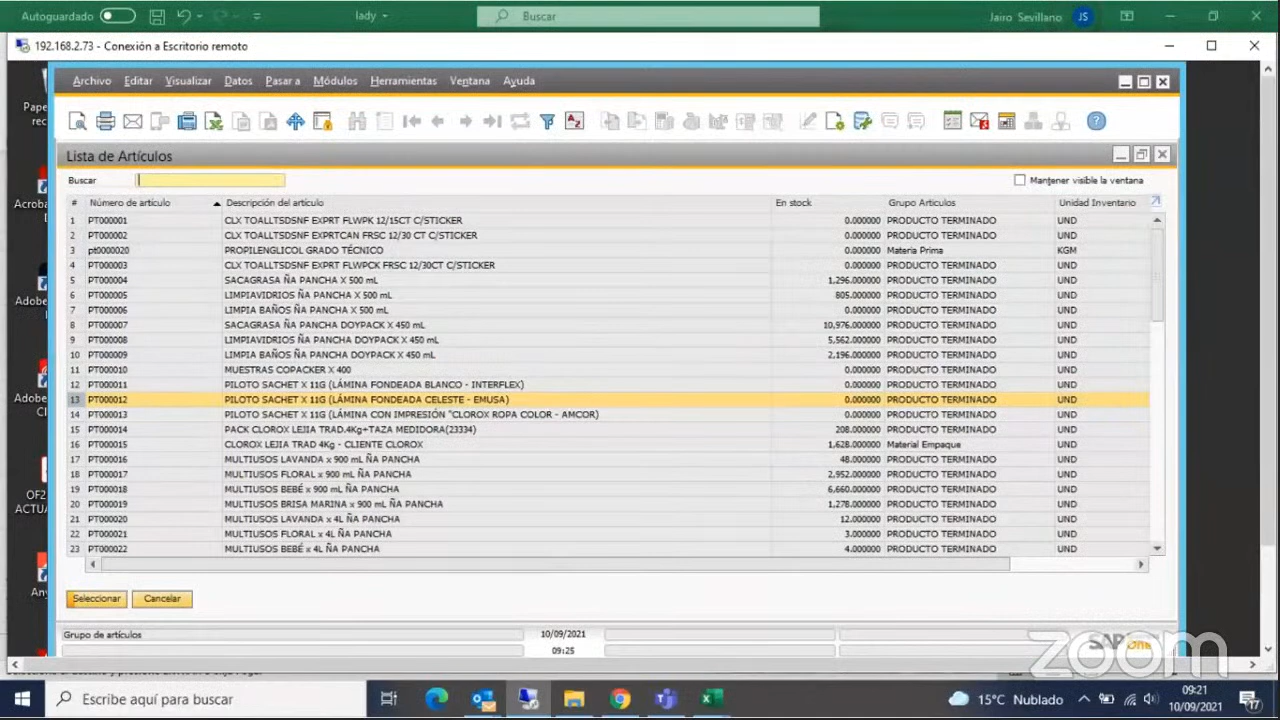 Autoguardado
lady
Buscar
Jairo Sevillano
JS
192.168.2.73 - Conexión a Escritorio remoto
Archivo Editar Visualizar Datos Pasar a Módulos Herramientas Ventana Ayuda
Lista de Artículos
Buscar
Mantener visible la ventana
# Número de artículo Descripción del artículo En stock Grupo Artículos Unidad Inventario
1 PT000001 CLX TOALLTSDSNF EXPRT FLWPK 12/15CT C/STICKER 0.000000 PRODUCTO TERMINADO UND
2 PT000002 CLX TOALLTSDSNF EXPRTCAN FRSC 12/30 CT C/STICKER 0.000000 PRODUCTO TERMINADO UND
3 pt0000020 PROPILENGLICOL GRADO TÉCNICO 0.000000 Materia Prima KGM
4 PT000003 CLX TOALLTSDSNF EXPRT FLWPCK FRSC 12/30CT C/STICKER 0.000000 PRODUCTO TERMINADO UND
5 PT000004 SACAGRASA ÑA PANCHA X 500 mL 1,296.000000 PRODUCTO TERMINADO UND
6 PT000005 LIMPIAVIDRIOS ÑA PANCHA X 500 mL 805.000000 PRODUCTO TERMINADO UND
7 PT000006 LIMPIA BAÑOS ÑA PANCHA X 500 mL 0.000000 PRODUCTO TERMINADO UND
8 PT000007 SACAGRASA ÑA PANCHA DOYPACK X 450 mL 10,976.000000 PRODUCTO TERMINADO UND
9 PT000008 LIMPIAVIDRIOS ÑA PANCHA DOYPACK X 450 mL 5,562.000000 PRODUCTO TERMINADO UND
10 PT000009 LIMPIA BAÑOS ÑA PANCHA DOYPACK X 450 mL 2,196.000000 PRODUCTO TERMINADO UND
11 PT000010 MUESTRAS COPACKER X 400 0.000000 PRODUCTO TERMINADO UND
12 PT000011 PILOTO SACHET X 11G (LÁMINA FONDEADA BLANCO - INTERFLEX) 0.000000 PRODUCTO TERMINADO UND
13 PT000012 PILOTO SACHET X 11G (LÁMINA FONDEADA CELESTE - EMUSA) 0.000000 PRODUCTO TERMINADO UND
14 PT000013 PILOTO SACHET X 11G (LÁMINA CON IMPRESIÓN "CLOROX ROPA COLOR - AMCOR) 0.000000 PRODUCTO TERMINADO UND
15 PT000014 PACK CLOROX LEJIA TRAD.4Kg+TAZA MEDIDORA(23334) 208.000000 PRODUCTO TERMINADO UND
16 PT000015 CLOROX LEJIA TRAD 4Kg - CLIENTE CLOROX 1,628.000000 Material Empaque UND
17 PT000016 MULTIUSOS LAVANDA x 900 mL ÑA PANCHA 48.000000 PRODUCTO TERMINADO UND
18 PT000017 MULTIUSOS FLORAL x 900 mL ÑA PANCHA 2,952.000000 PRODUCTO TERMINADO UND
19 PT000018 MULTIUSOS BEBÉ x 900 mL ÑA PANCHA 6,660.000000 PRODUCTO TERMINADO UND
20 PT000019 MULTIUSOS BRISA MARINA x 900 mL ÑA PANCHA 1,278.000000 PRODUCTO TERMINADO UND
21 PT000020 MULTIUSOS LAVANDA x 4L ÑA PANCHA 12.000000 PRODUCTO TERMINADO UND
22 PT000021 MULTIUSOS FLORAL x 4L ÑA PANCHA 3.000000 PRODUCTO TERMINADO UND
23 PT000022 MULTIUSOS BEBÉ x 4L ÑA PANCHA 4.000000 PRODUCTO TERMINADO UND
Seleccionar Cancelar
Grupo de artículos 10/09/2021
09:25
Pape
rec
Acroba
Adobe
Adobe
Cl
OF2
ACTUA
Any
zoom
Escribe aquí para buscar
15°C Nublado
09:21
10/09/2021
17